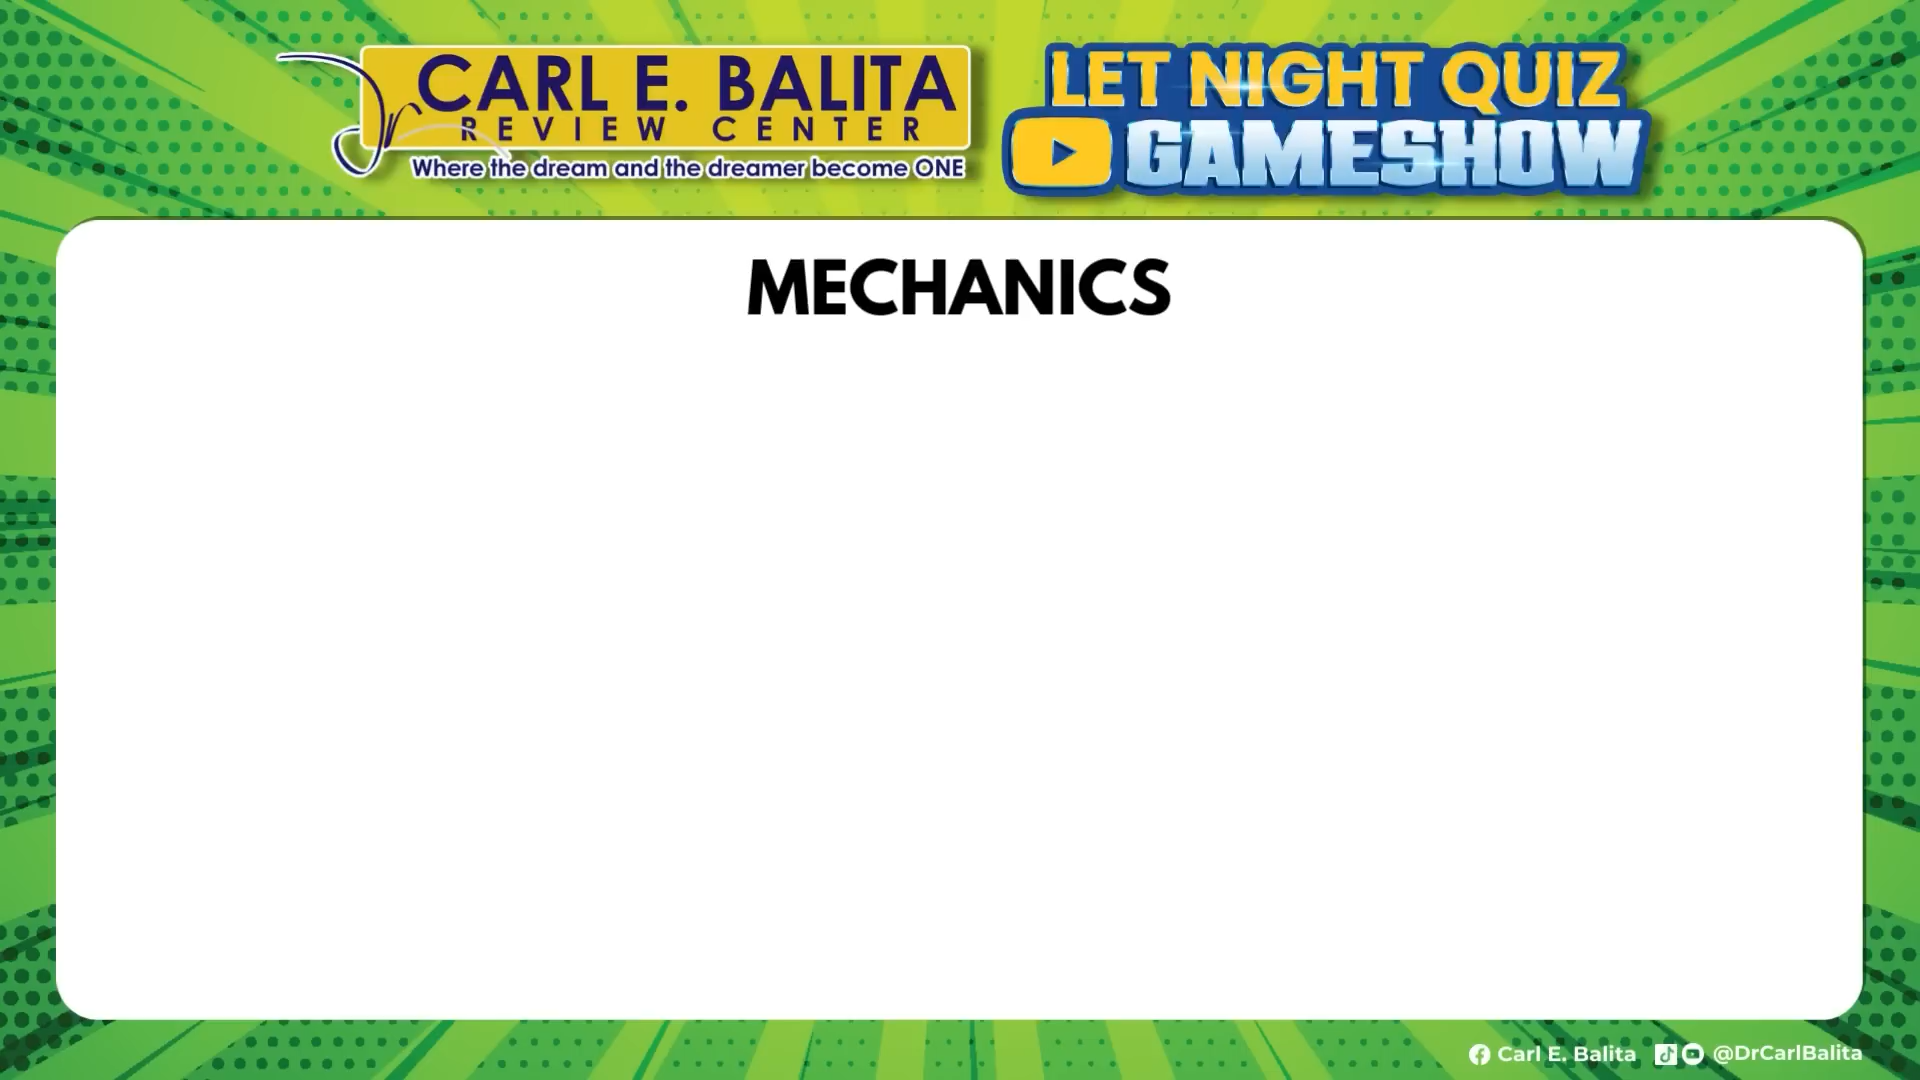 Dr CARL E. BALITA
REVIEW CENTER
Where the dream and the dreamer become ONE
LET NIGHT QUIZ
GAMESHOW
MECHANICS
Carl E. Balita @DrCarlBalita